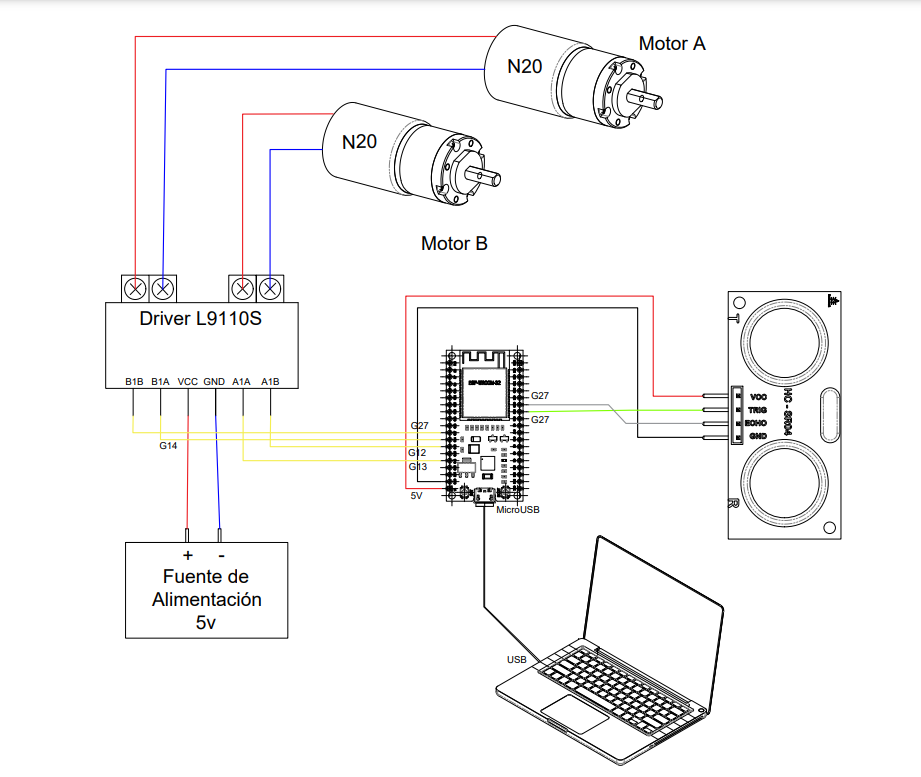 Motor A
N20
N20
Motor B
Driver L9110S
B1B B1A VCC GND A1A A1B
G27
G14
G12
G13
5V
G27
G27
MicroUSB
T
VCC
TRIG
ECHO
GND
HC - SR04
R
+ -
Fuente de
Alimentación
5v
USB